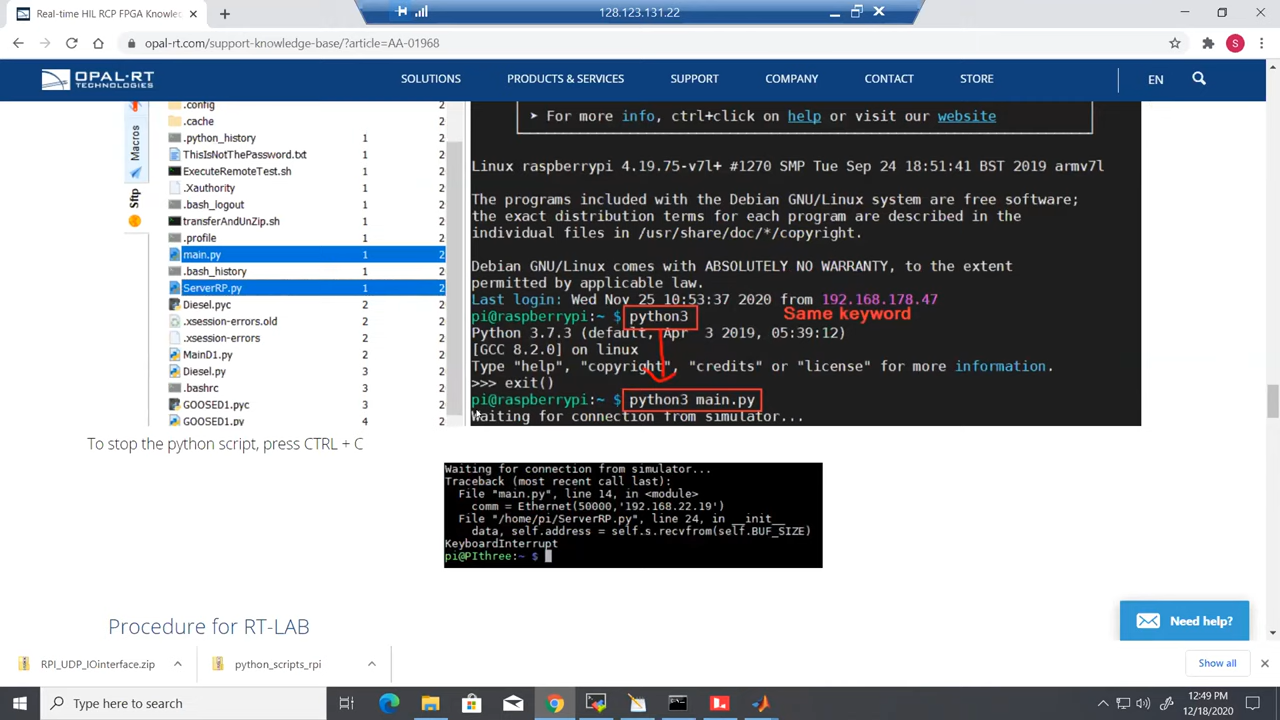 Real-time HIL RCP FPGA Knowle
128.123.131.22
opal-rt.com/support-knowledge-base/?article=AA-01968
S
OPAL-RT
TECHNOLOGIES
SOLUTIONS
PRODUCTS & SERVICES
SUPPORT
COMPANY
CONTACT
STORE
EN
Macros
Sftp
.config 2
.cache 2
.python_history 1 2
ThisIsNotThePassword.txt 1 2
ExecuteRemoteTest.sh 1 2
.Xauthority 1 2
.bash_logout 1 2
transferAndUnZip.sh 1 2
.profile 1 2
main.py 1 2
.bash_history 1 2
ServerRP.py 1 2
Diesel.pyc 2 2
.xsession-errors.old 2 2
.xsession-errors 2 2
MainD1.py 2 2
Diesel.py 3 2
.bashrc 3 2
GOOSED1.pyc 3 2
GOOSED1.py 4 2
➤ For more info, ctrl+click on help or visit our website
Linux raspberrypi 4.19.75-v7l+ #1270 SMP Tue Sep 24 18:51:41 BST 2019 armv7l
The programs included with the Debian GNU/Linux system are free software;
the exact distribution terms for each program are described in the
individual files in /usr/share/doc/*/copyright.
Debian GNU/Linux comes with ABSOLUTELY NO WARRANTY, to the extent
permitted by applicable law.
Last login: Wed Nov 25 10:53:37 2020 from 192.168.178.47
pi@raspberrypi:~ $ python3
Same keyword
Python 3.7.3 (default, Apr 3 2019, 05:39:12)
[GCC 8.2.0] on linux
Type "help", "copyright", "credits" or "license" for more information.
>>> exit()
pi@raspberrypi:~ $ python3 main.py
Waiting for connection from simulator...
To stop the python script, press CTRL + C
Waiting for connection from simulator...
Traceback (most recent call last):
File "main.py", line 14, in <module>
comm = Ethernet(50000,'192.168.22.19')
File "/home/pi/ServerRP.py", line 24, in __init__
data, self.address = self.s.recvfrom(self.BUF_SIZE)
KeyboardInterrupt
pi@PIthree:~ $
Procedure for RT-LAB
Need help?
RPI_UDP_IOinterface.zip
python_scripts_rpi
Show all
Type here to search
12:49 PM
12/18/2020